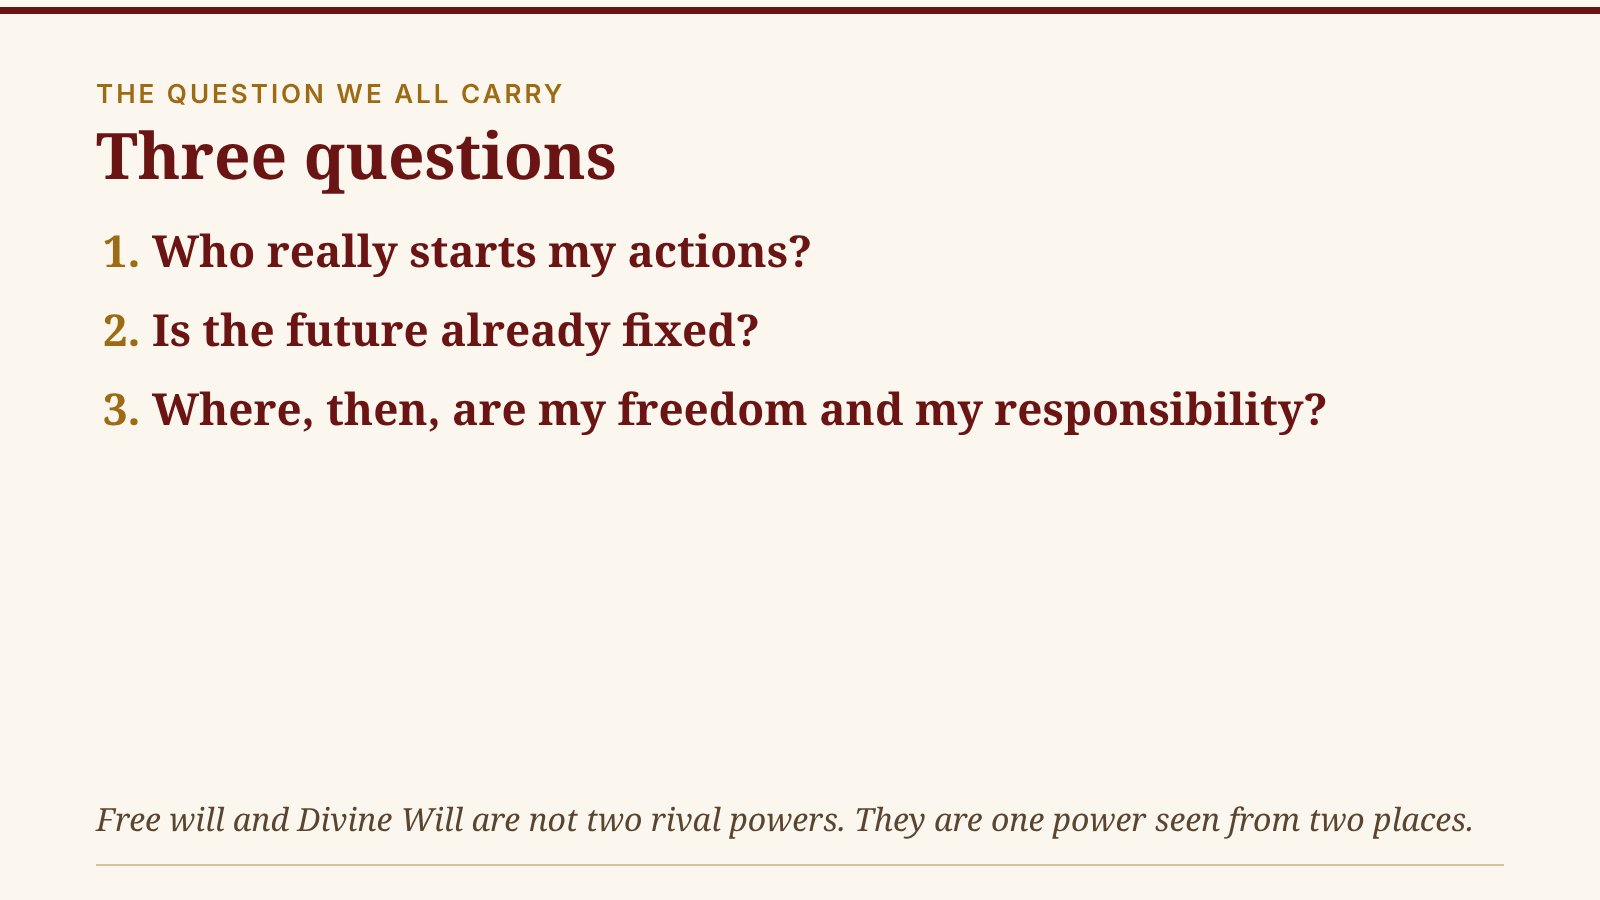 THE QUESTION WE ALL CARRY
Three questions
1. Who really starts my actions?
2. Is the future already fixed?
3. Where, then, are my freedom and my responsibility?
Free will and Divine Will are not two rival powers. They are one power seen from two places.